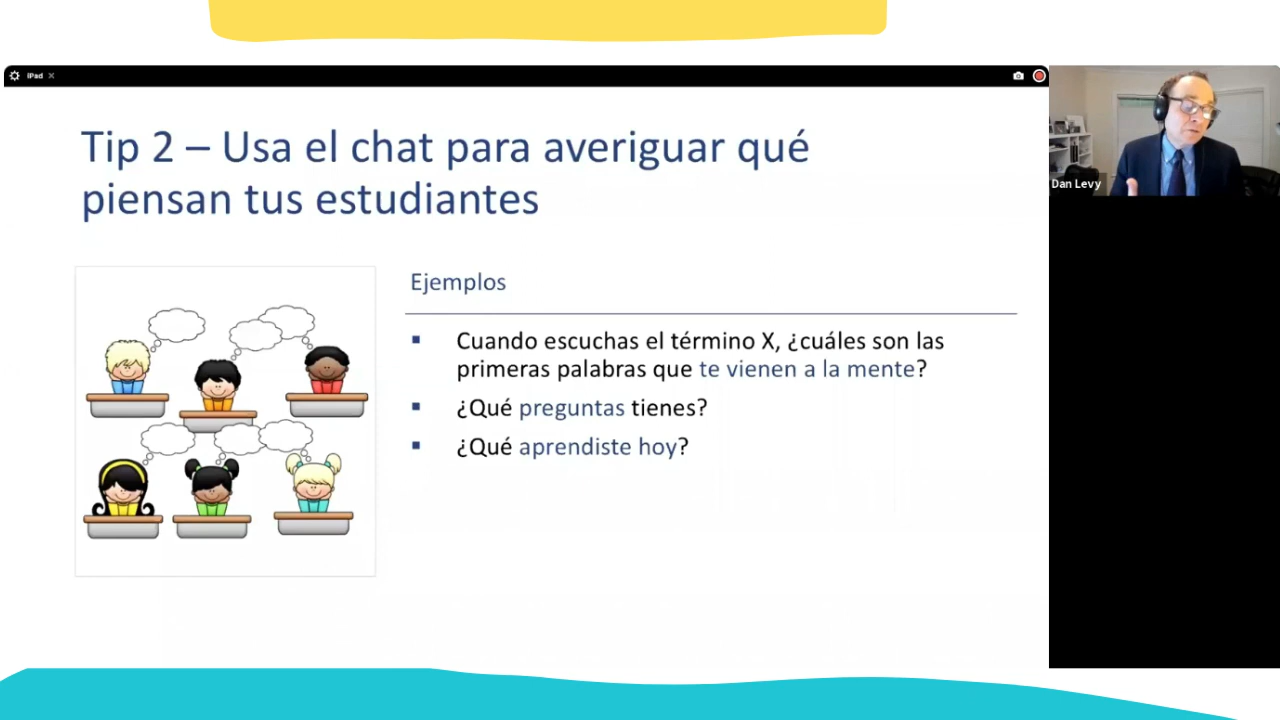 iPad
Tip 2 – Usa el chat para averiguar qué
piensan tus estudiantes
Dan Levy
Ejemplos
Cuando escuchas el término X, ¿cuáles son las
primeras palabras que te vienen a la mente?
¿Qué preguntas tienes?
¿Qué aprendiste hoy?